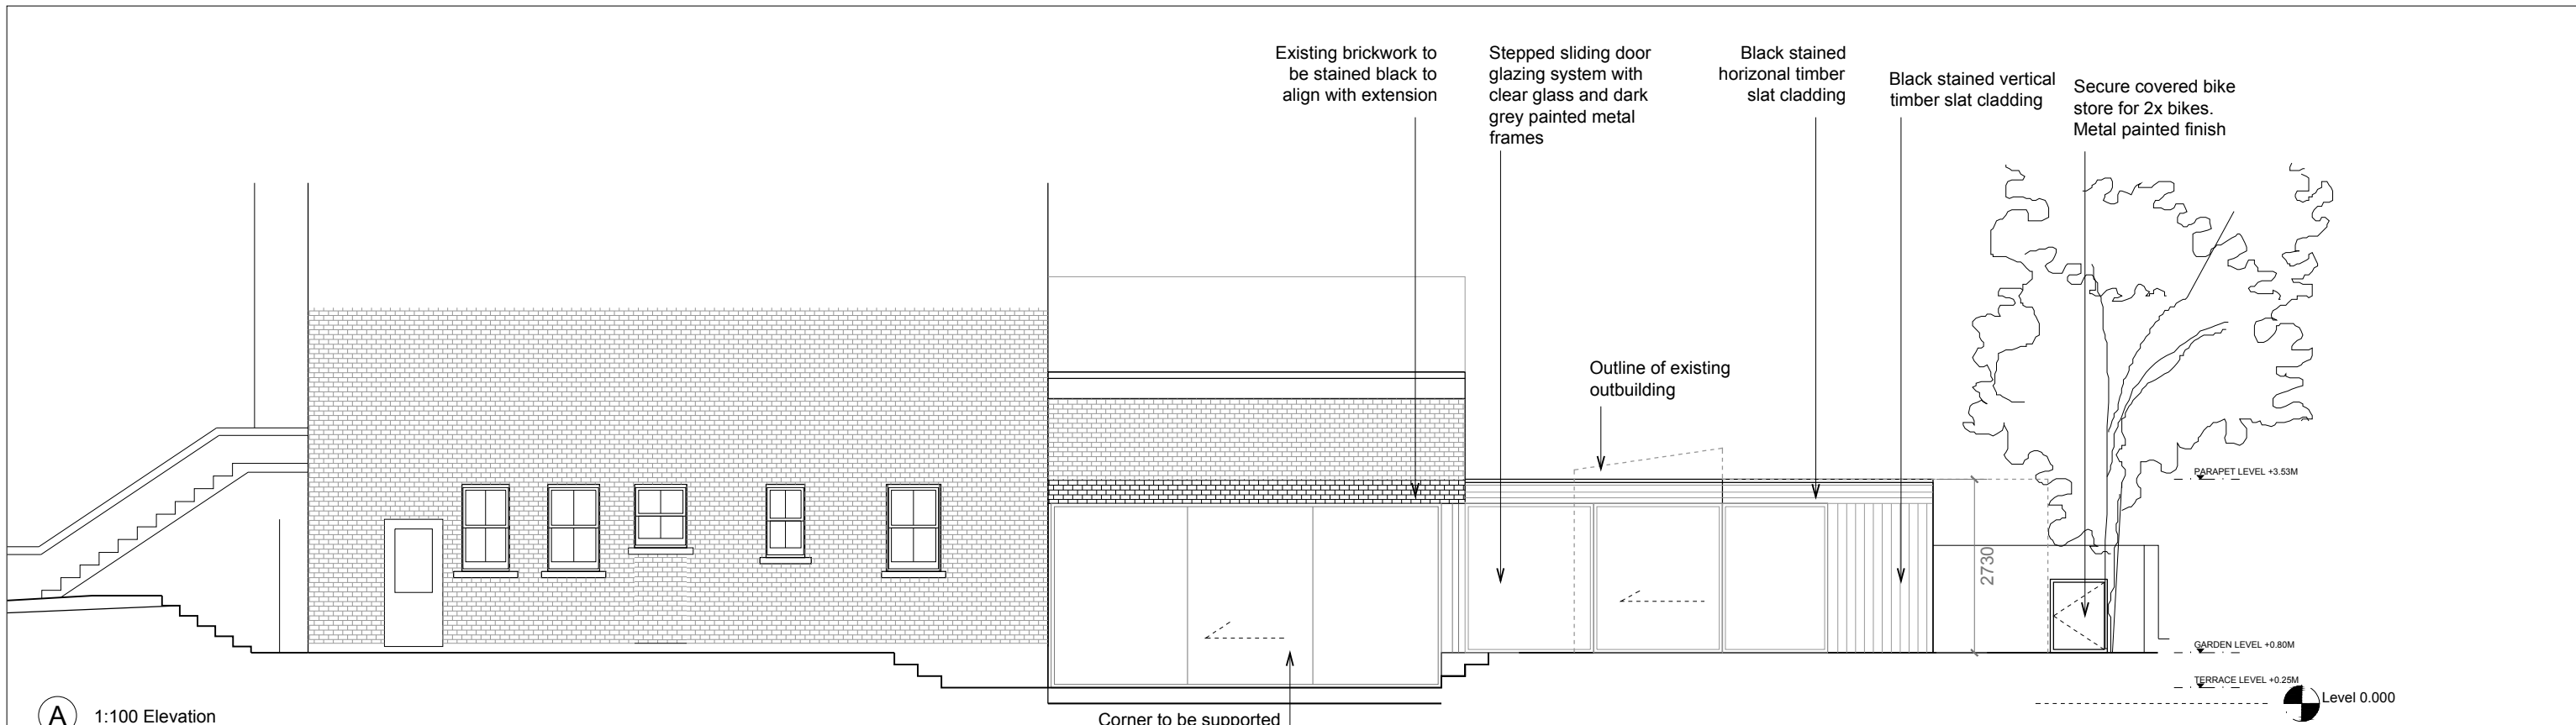 Existing brickwork to
be stained black to
align with extension
Stepped sliding door
glazing system with
clear glass and dark
grey painted metal
frames
Black stained
horizonal timber
slat cladding
Black stained vertical
timber slat cladding
Secure covered bike
store for 2x bikes.
Metal painted finish
Outline of existing
outbuilding
PARAPET LEVEL +3.53M
2730
GARDEN LEVEL +0.80M
TERRACE LEVEL +0.25M
Level 0.000
A
1:100 Elevation
Corner to be supported